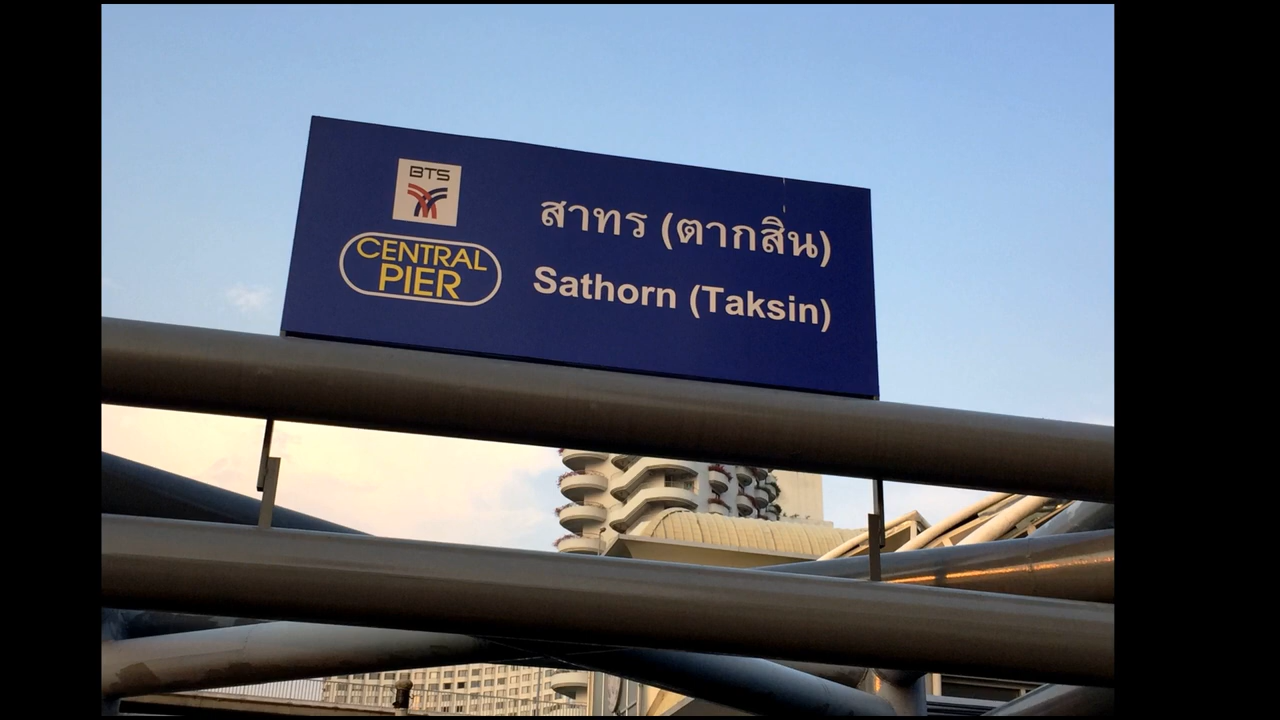 BTS
CENTRAL
PIER
สาทร (ตากสิน)
Sathorn (Taksin)